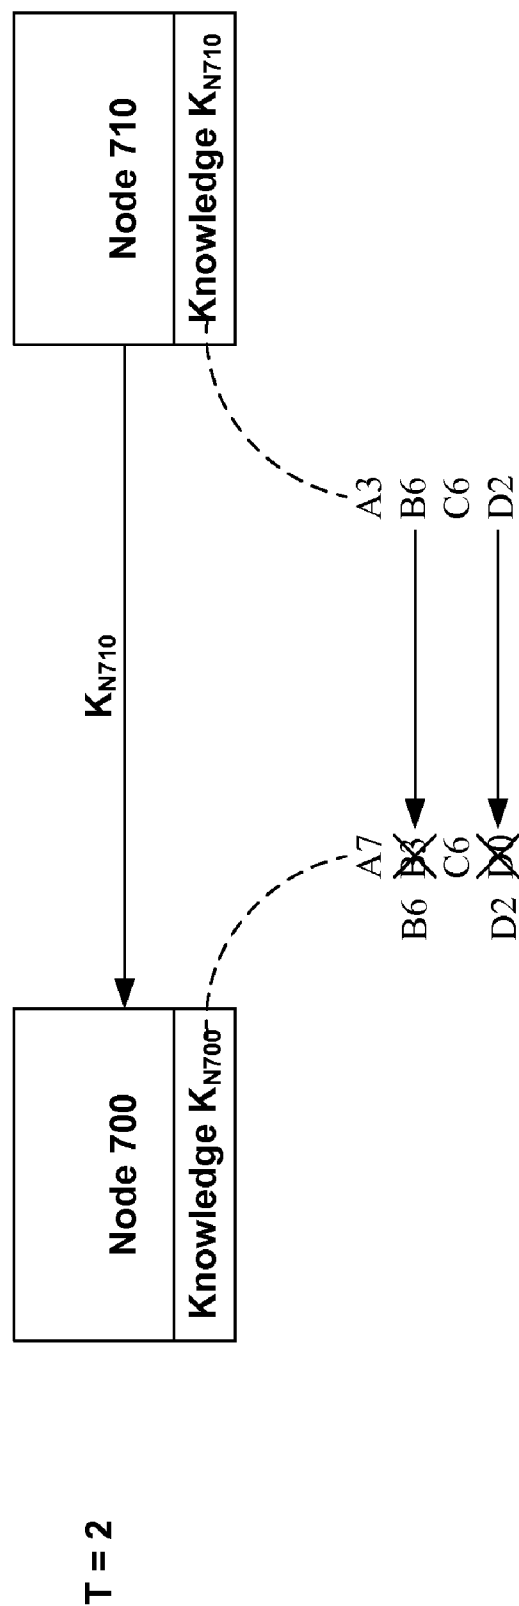 T = 2
K_N710
Node 700
Node 710
Knowledge K_N700
Knowledge K_N710
A7
A3
B6 B3
B6
C6
C6
D2 D0
D2